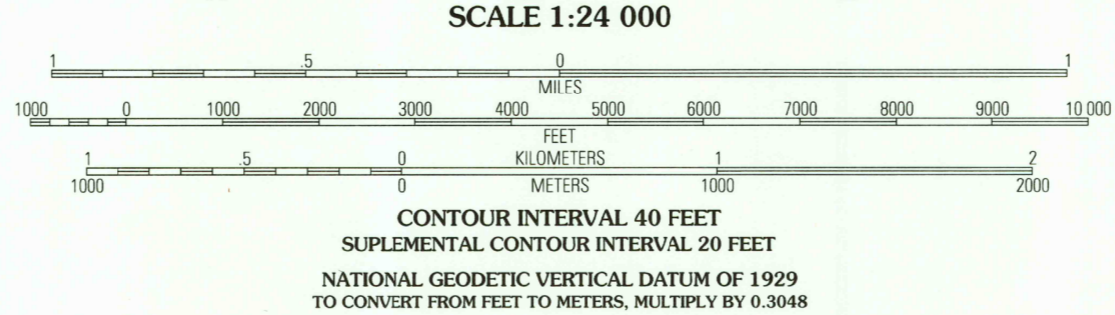 SCALE 1:24 000
1 .5 0 1
MILES
1000 0 1000 2000 3000 4000 5000 6000 7000 8000 9000 10 000
FEET
1 .5 0 KILOMETERS 1 2
1000 0 METERS 1000 2000
CONTOUR INTERVAL 40 FEET
SUPLEMENTAL CONTOUR INTERVAL 20 FEET
NATIONAL GEODETIC VERTICAL DATUM OF 1929
TO CONVERT FROM FEET TO METERS, MULTIPLY BY 0.3048